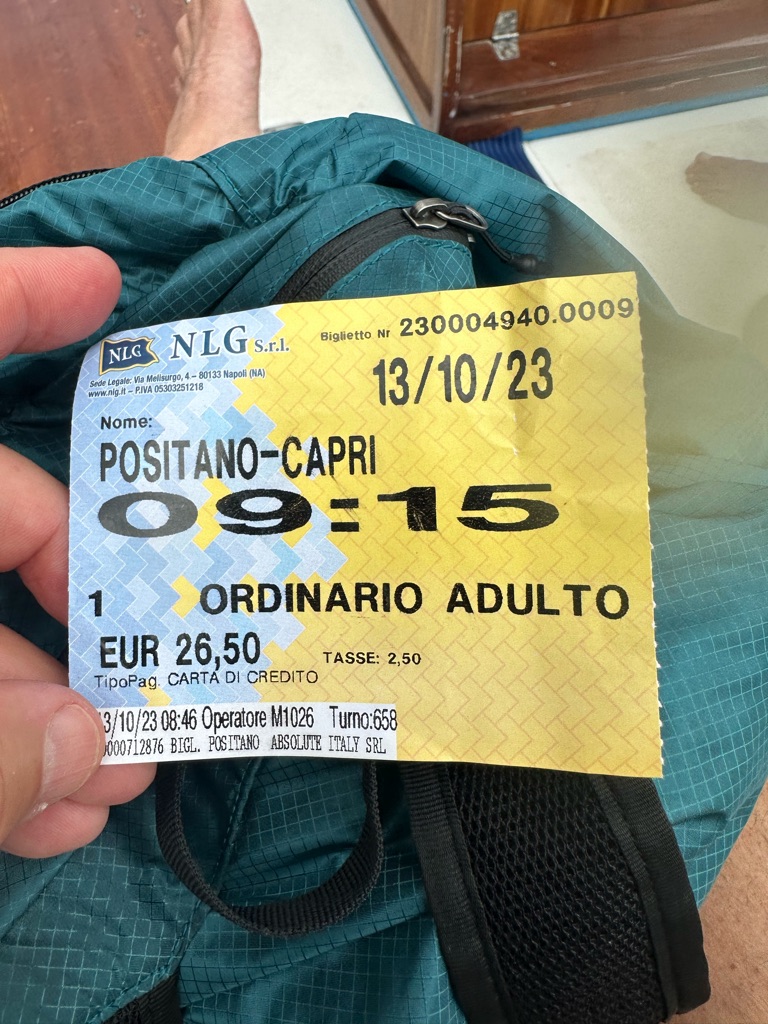 NLG NLG S.r.l. Biglietto Nr 230004940.0009
Sede Legale: Via Melisurgo, 4 – 80133 Napoli (NA)
www.nlg.it – P.IVA 05303251218
13/10/23
Nome:
POSITANO-CAPRI
09:15
1 ORDINARIO ADULTO
EUR 26,50 TASSE: 2,50
TipoPag. CARTA DI CREDITO
3/10/23 08:46 Operatore M1026 Turno:658
000712876 BIGL. POSITANO ABSOLUTE ITALY SRL